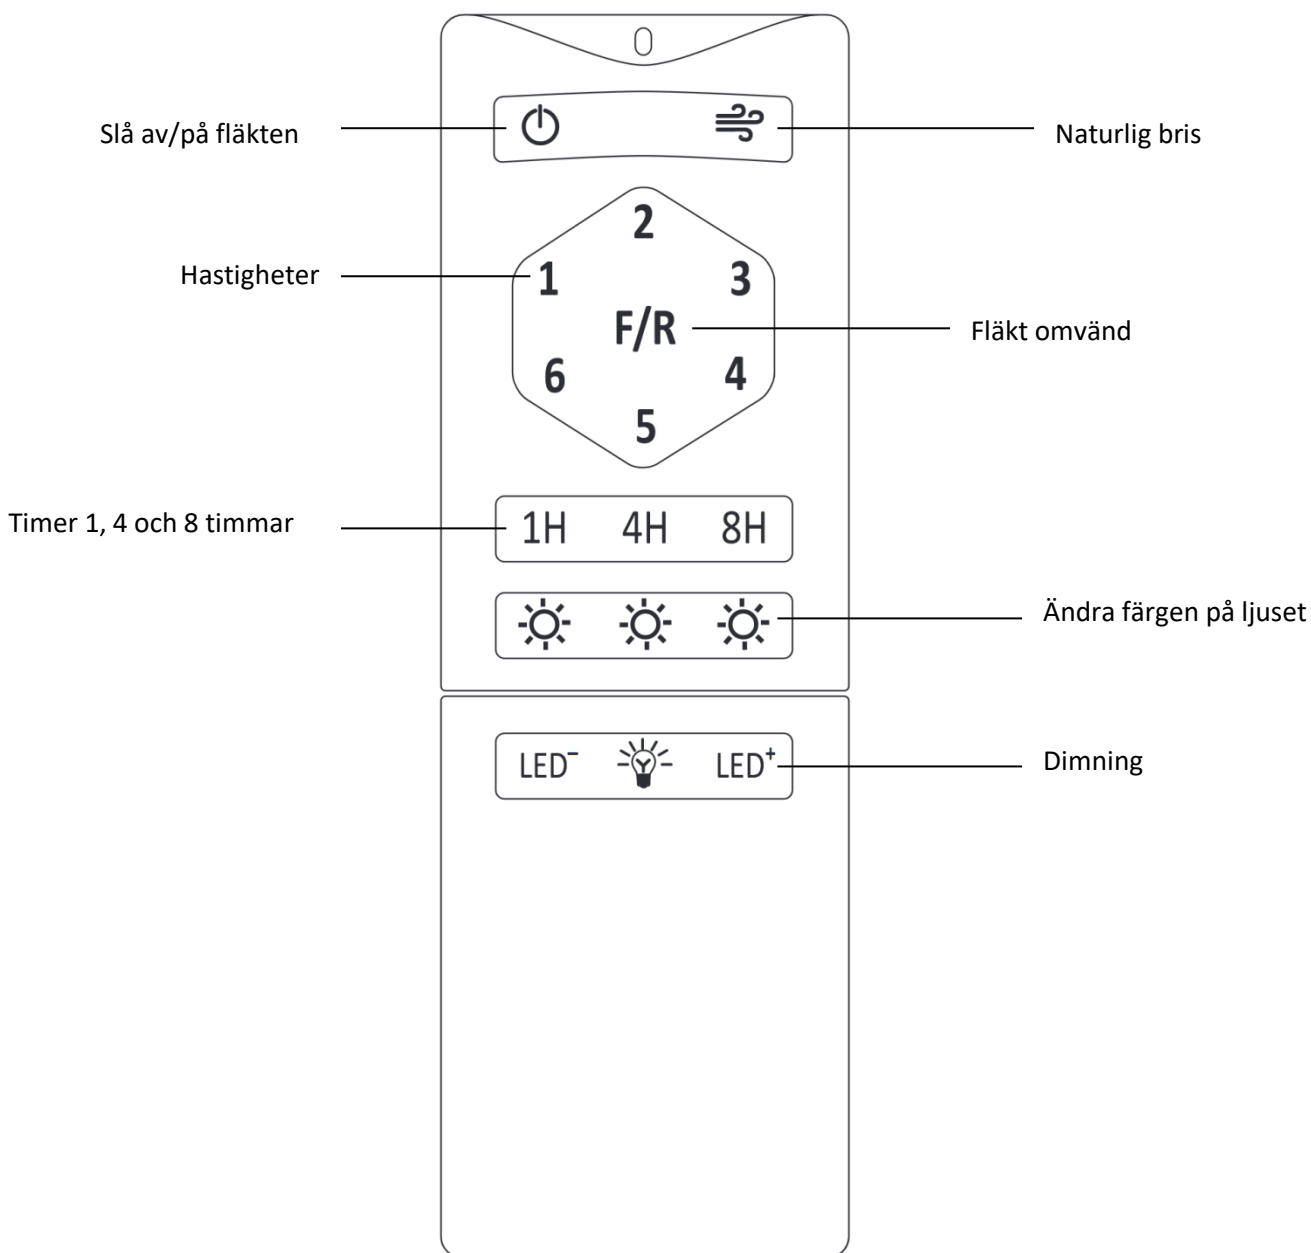 Slå av/på fläkten
Naturlig bris
2
Hastigheter
1
3
F/R
Fläkt omvänd
6
4
5
Timer 1, 4 och 8 timmar
1H 4H 8H
Ändra färgen på ljuset
LED⁻ LED⁺
Dimning